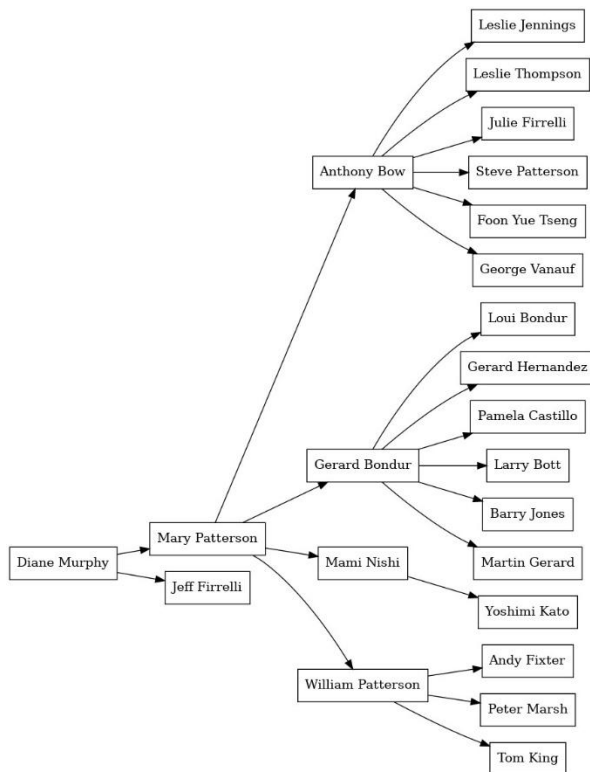 Leslie Jennings
Leslie Thompson
Julie Firrelli
Anthony Bow
Steve Patterson
Foon Yue Tseng
George Vanauf
Loui Bondur
Gerard Hernandez
Pamela Castillo
Gerard Bondur
Larry Bott
Barry Jones
Mary Patterson
Martin Gerard
Diane Murphy
Mami Nishi
Jeff Firrelli
Yoshimi Kato
Andy Fixter
William Patterson
Peter Marsh
Tom King